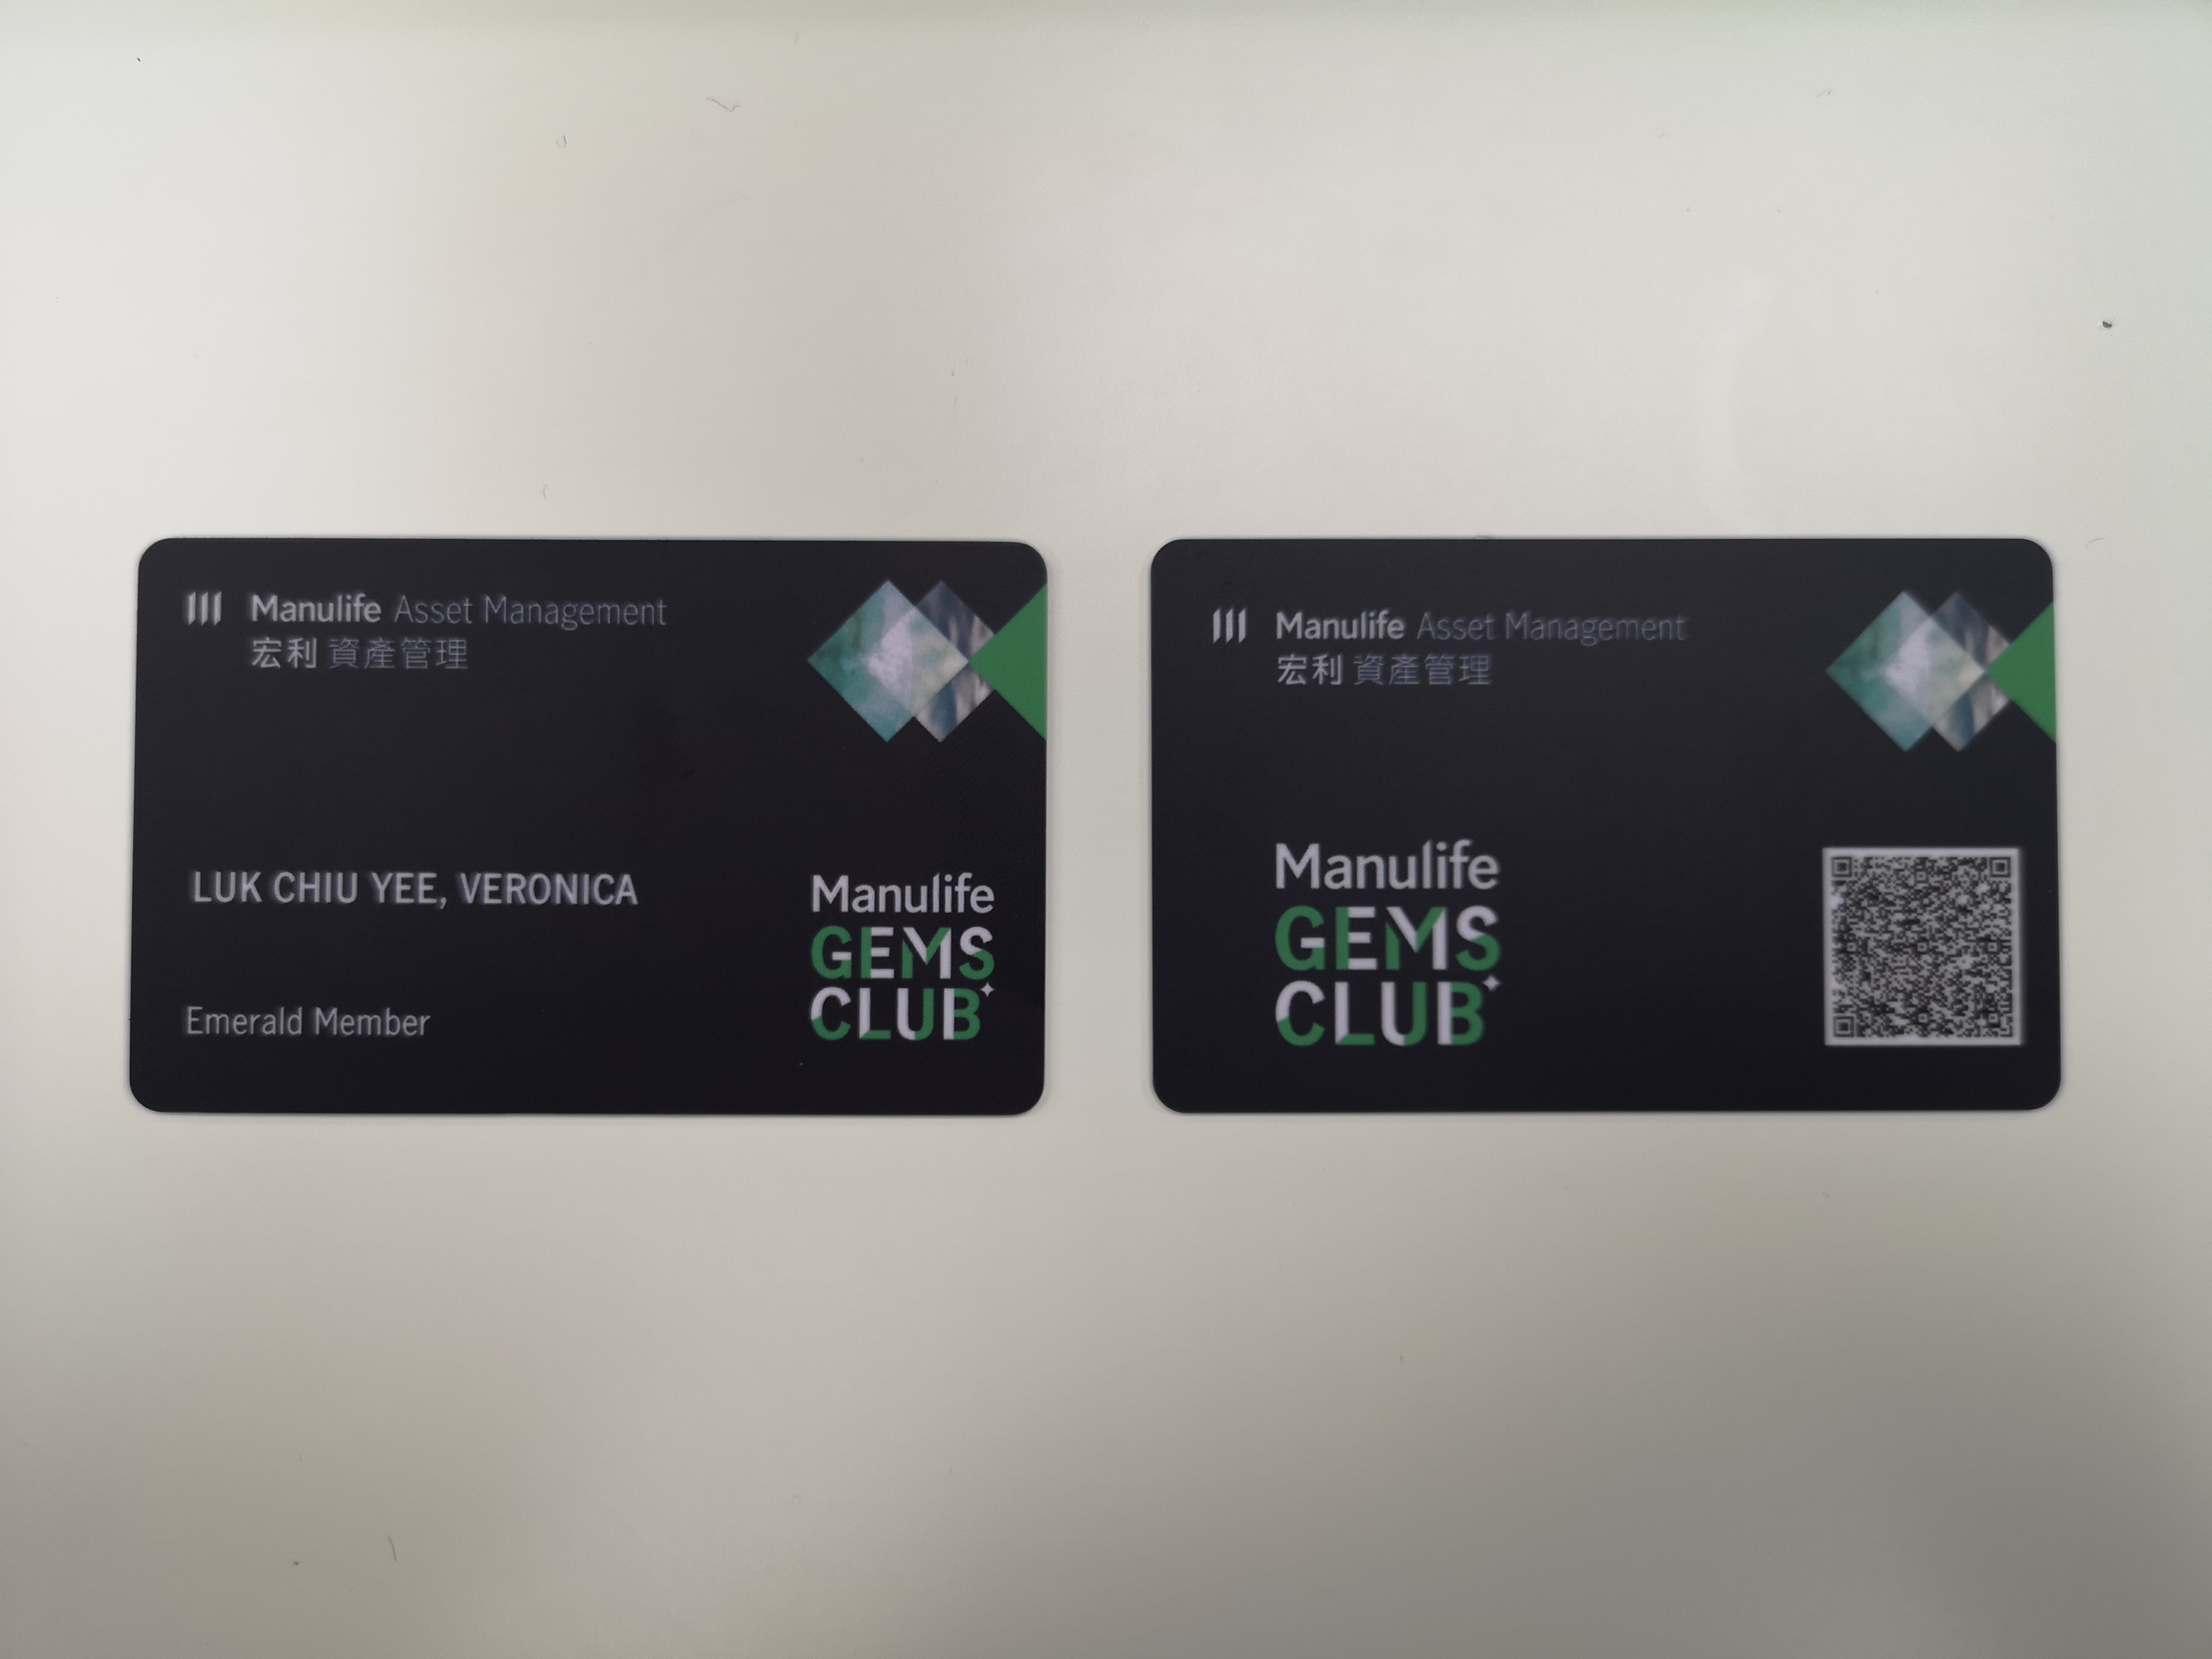 Manulife Asset Management
宏利 資產管理
LUK CHIU YEE, VERONICA
Emerald Member
Manulife
GEMS
CLUB
Manulife Asset Management
宏利 資產管理
Manulife
GEMS
CLUB